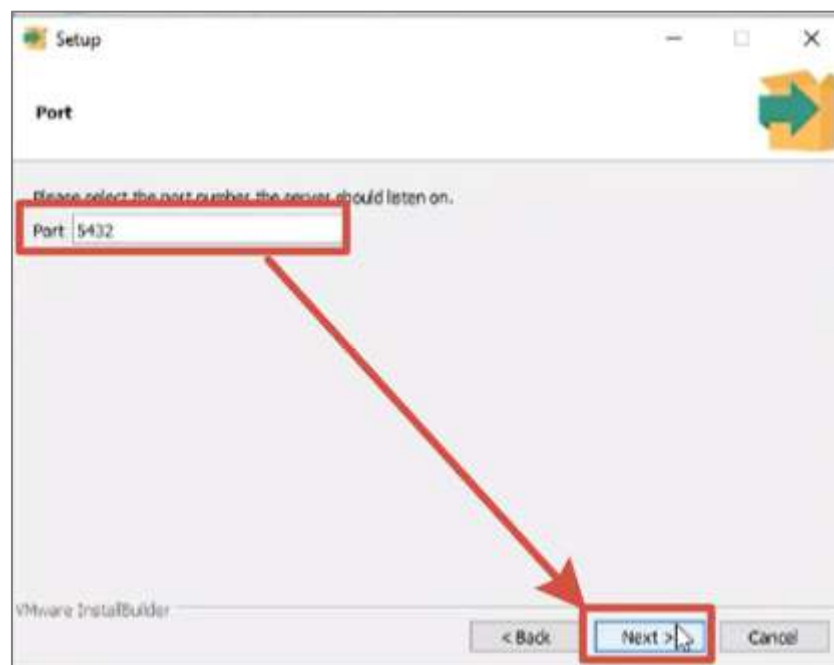 Setup
Port
Please select the port number the server should listen on.
Port 5432
VMware InstallBuilder
< Back Next > Cancel